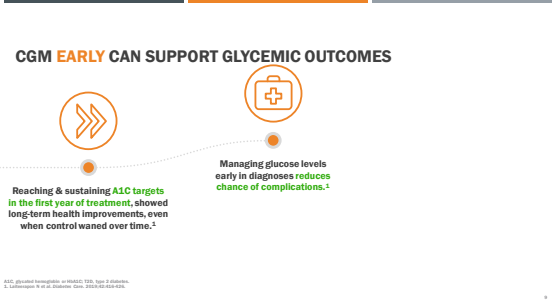 CGM EARLY CAN SUPPORT GLYCEMIC OUTCOMES
Reaching & sustaining A1C targets
in the first year of treatment, showed
long-term health improvements, even
when control waned over time.¹
Managing glucose levels
early in diagnoses reduces
chance of complications.¹
A1C, glycated hemoglobin or HbA1C; T2D, type 2 diabetes.
1. Laiteerapong N et al. Diabetes Care. 2019;42:416-426.